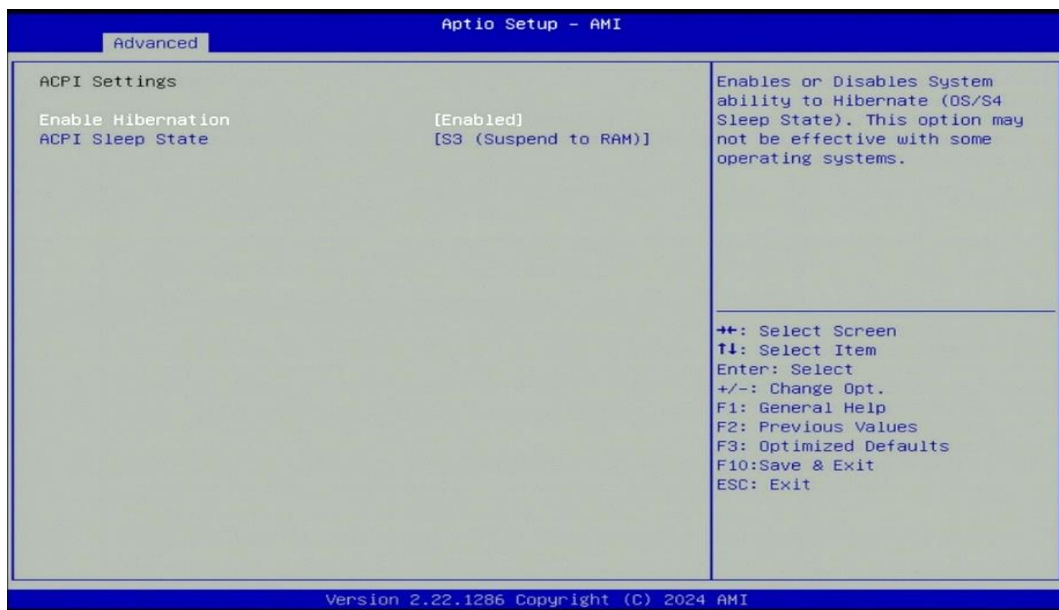 Aptio Setup - AMI
Advanced
ACPI Settings
Enable Hibernation [Enabled]
ACPI Sleep State [S3 (Suspend to RAM)]
Enables or Disables System
ability to Hibernate (OS/S4
Sleep State). This option may
not be effective with some
operating systems.
→←: Select Screen
↑↓: Select Item
Enter: Select
+/-: Change Opt.
F1: General Help
F2: Previous Values
F3: Optimized Defaults
F10:Save & Exit
ESC: Exit
Version 2.22.1286 Copyright (C) 2024 AMI